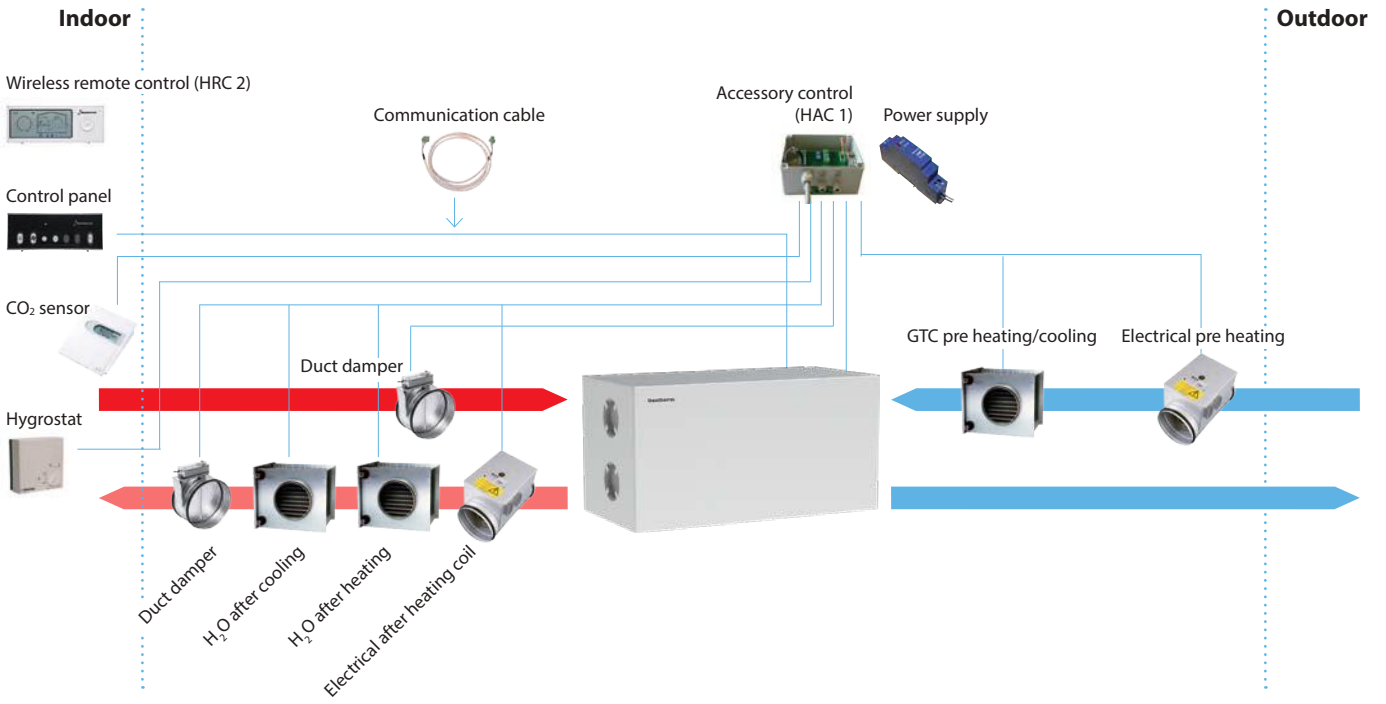 Indoor
Outdoor
Wireless remote control (HRC 2)
Communication cable
Accessory control
(HAC 1)
Power supply
Control panel
CO₂ sensor
GTC pre heating/cooling
Electrical pre heating
Duct damper
Hygrostat
Duct damper
H₂O after cooling
H₂O after heating
Electrical after heating coil